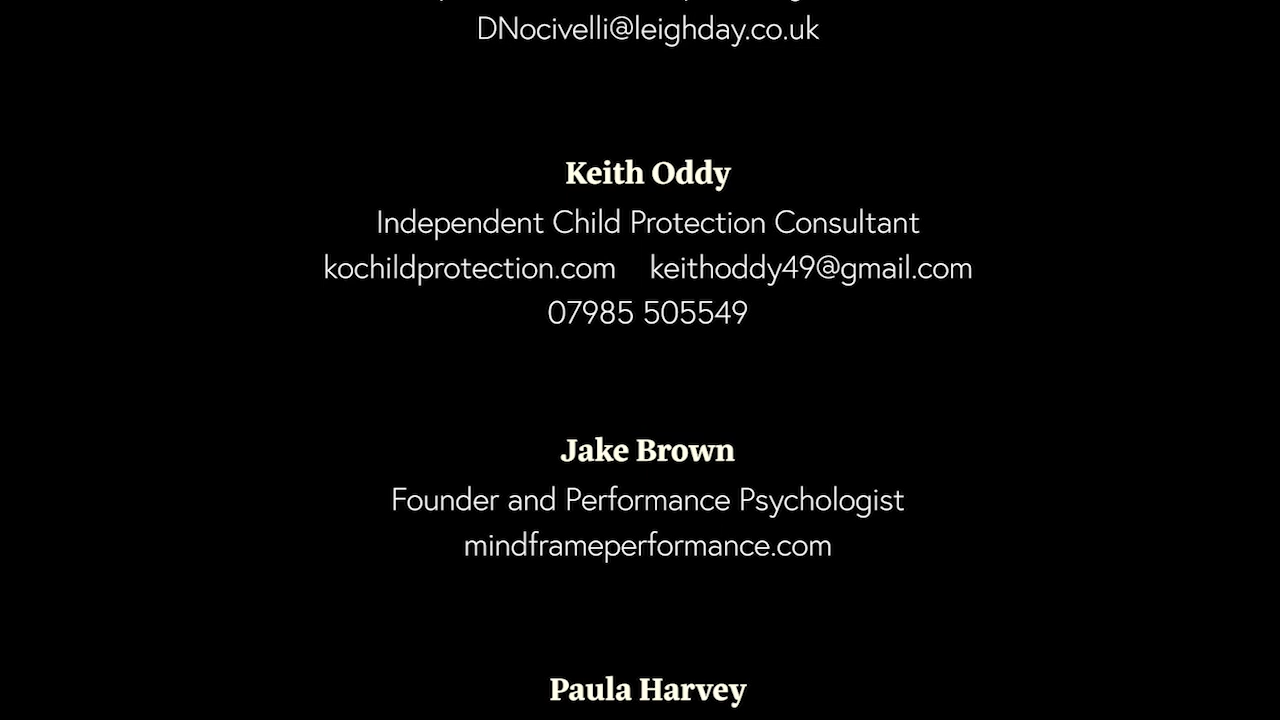 DNocivelli@leighday.co.uk
Keith Oddy
Independent Child Protection Consultant
kochildprotection.com keithoddy49@gmail.com
07985 505549
Jake Brown
Founder and Performance Psychologist
mindframeperformance.com
Paula Harvey